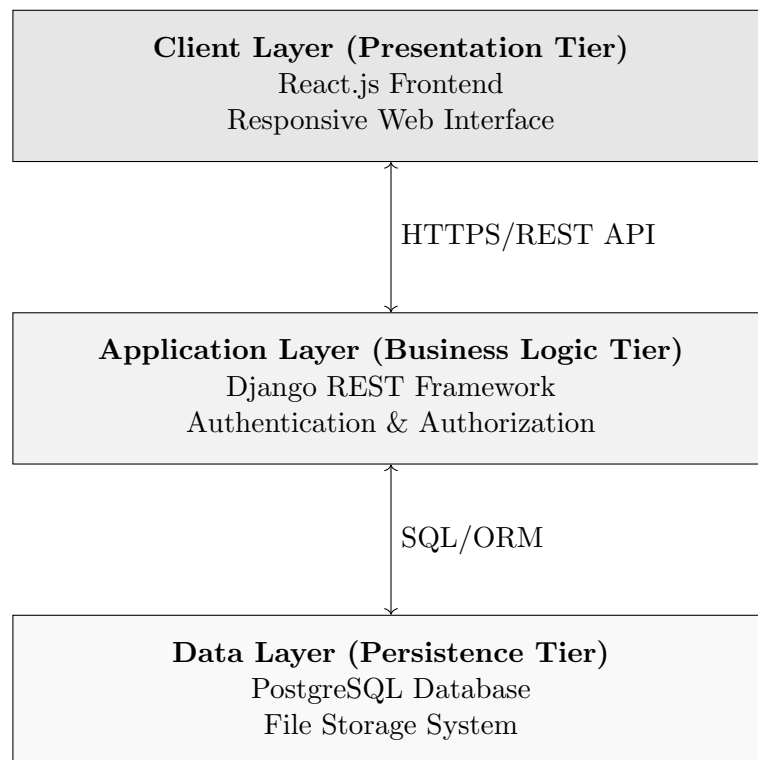 Client Layer (Presentation Tier)
React.js Frontend
Responsive Web Interface
HTTPS/REST API
Application Layer (Business Logic Tier)
Django REST Framework
Authentication & Authorization
SQL/ORM
Data Layer (Persistence Tier)
PostgreSQL Database
File Storage System